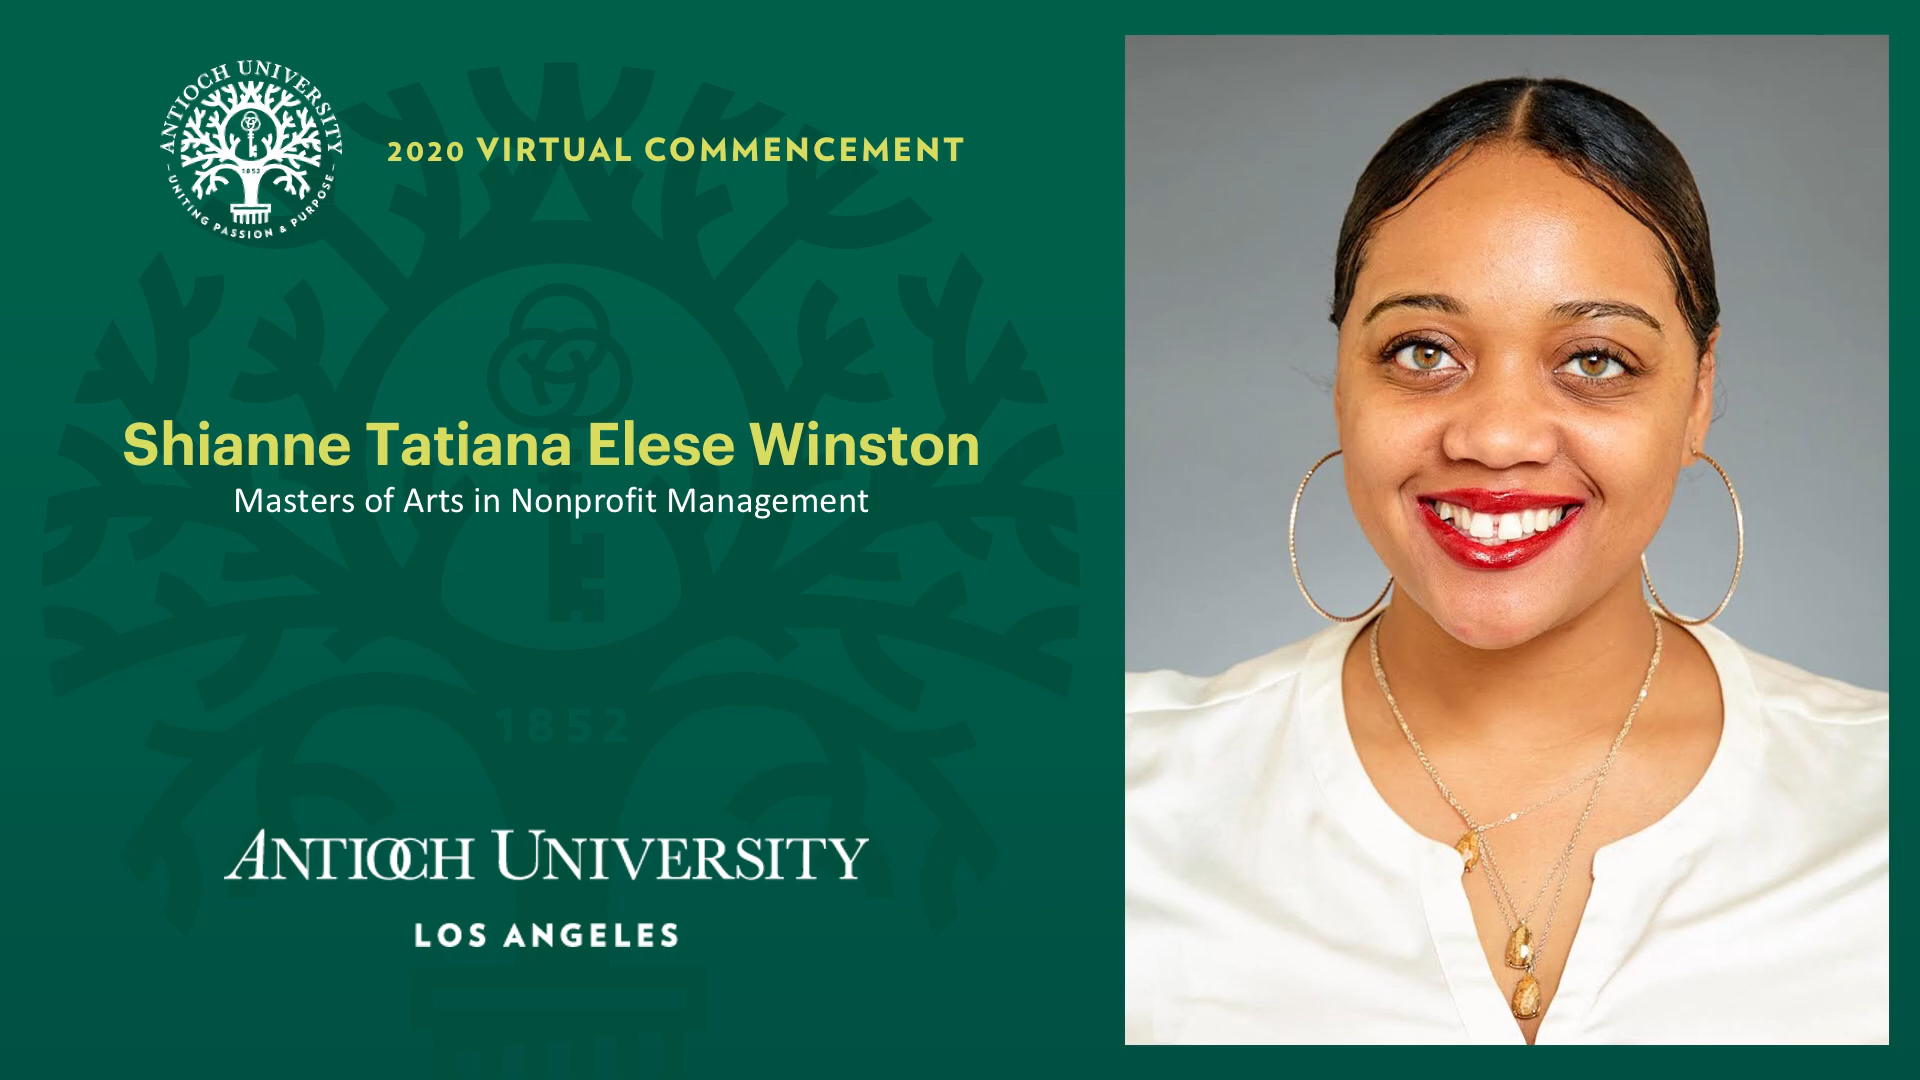 ANTIOCH UNIVERSITY
1852
UNITING PASSION & PURPOSE
2020 VIRTUAL COMMENCEMENT
Shianne Tatiana Elese Winston
Masters of Arts in Nonprofit Management
1852
ANTIOCH UNIVERSITY
LOS ANGELES